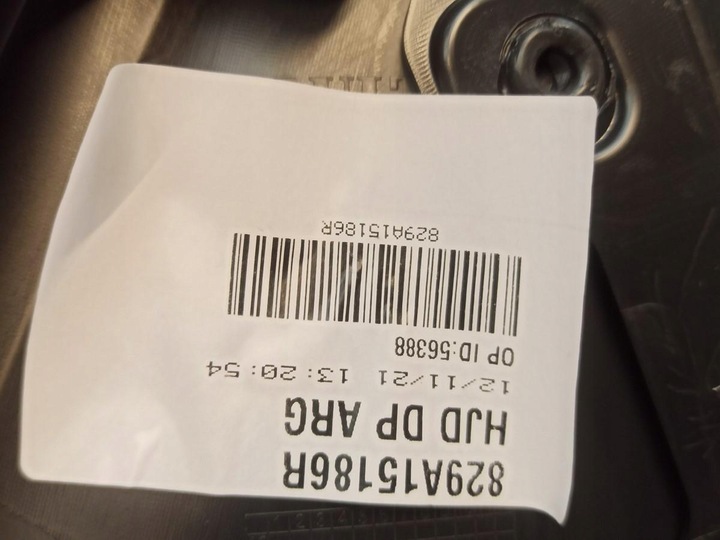 829A15186R
HJD DP ARG
12/11/21 13:20:54
OP ID:56388
829A15186R